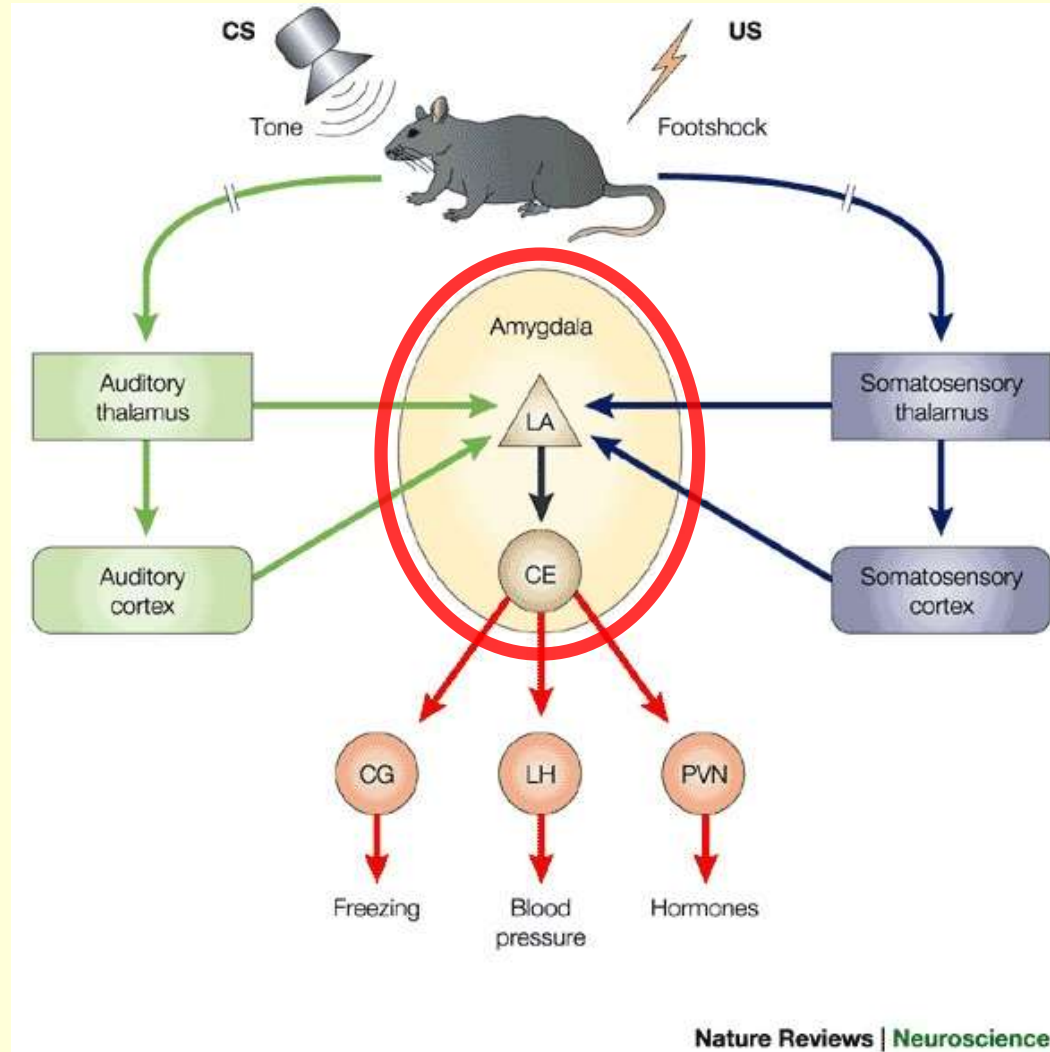 CS
US
Tone
Footshock
Amygdala
Auditory
thalamus
LA
Somatosensory
thalamus
Auditory
cortex
CE
Somatosensory
cortex
CG
LH
PVN
Freezing
Blood
pressure
Hormones
Nature Reviews | Neuroscience